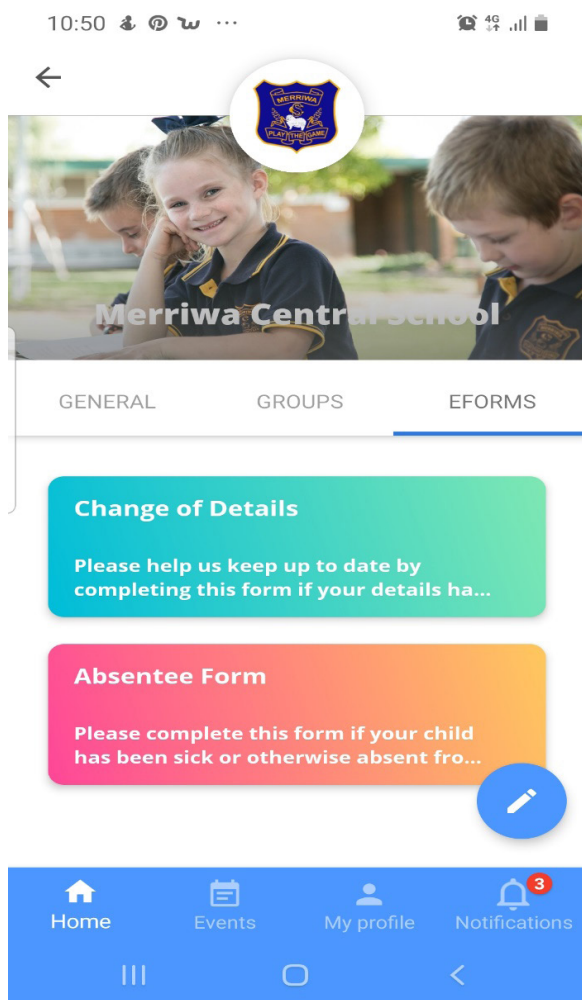 10:50
4G
MERRIWA
PLAY THE GAME
Merriwa Central School
GENERAL GROUPS EFORMS
Change of Details
Please help us keep up to date by
completing this form if your details ha...
Absentee Form
Please complete this form if your child
has been sick or otherwise absent fro...
3
Home Events My profile Notifications